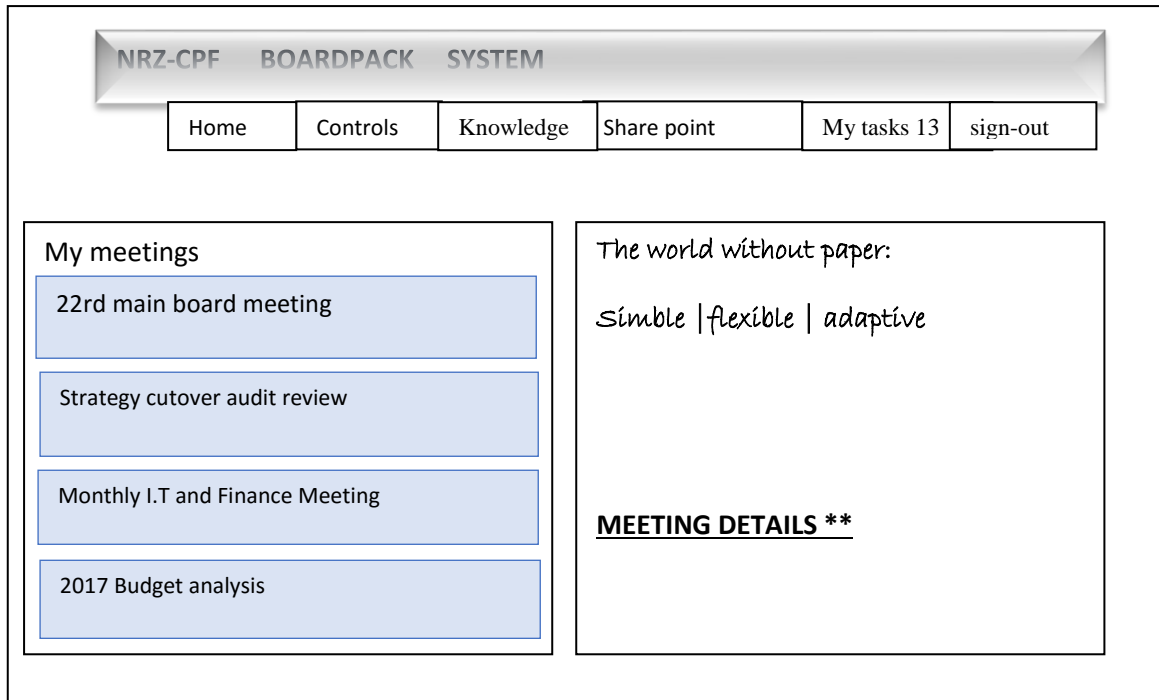 NRZ-CPF BOARDPACK SYSTEM
Home Controls Knowledge Share point My tasks 13 sign-out
My meetings
22rd main board meeting
Strategy cutover audit review
Monthly I.T and Finance Meeting
2017 Budget analysis
The world without paper:
Simble |flexible | adaptive
MEETING DETAILS **